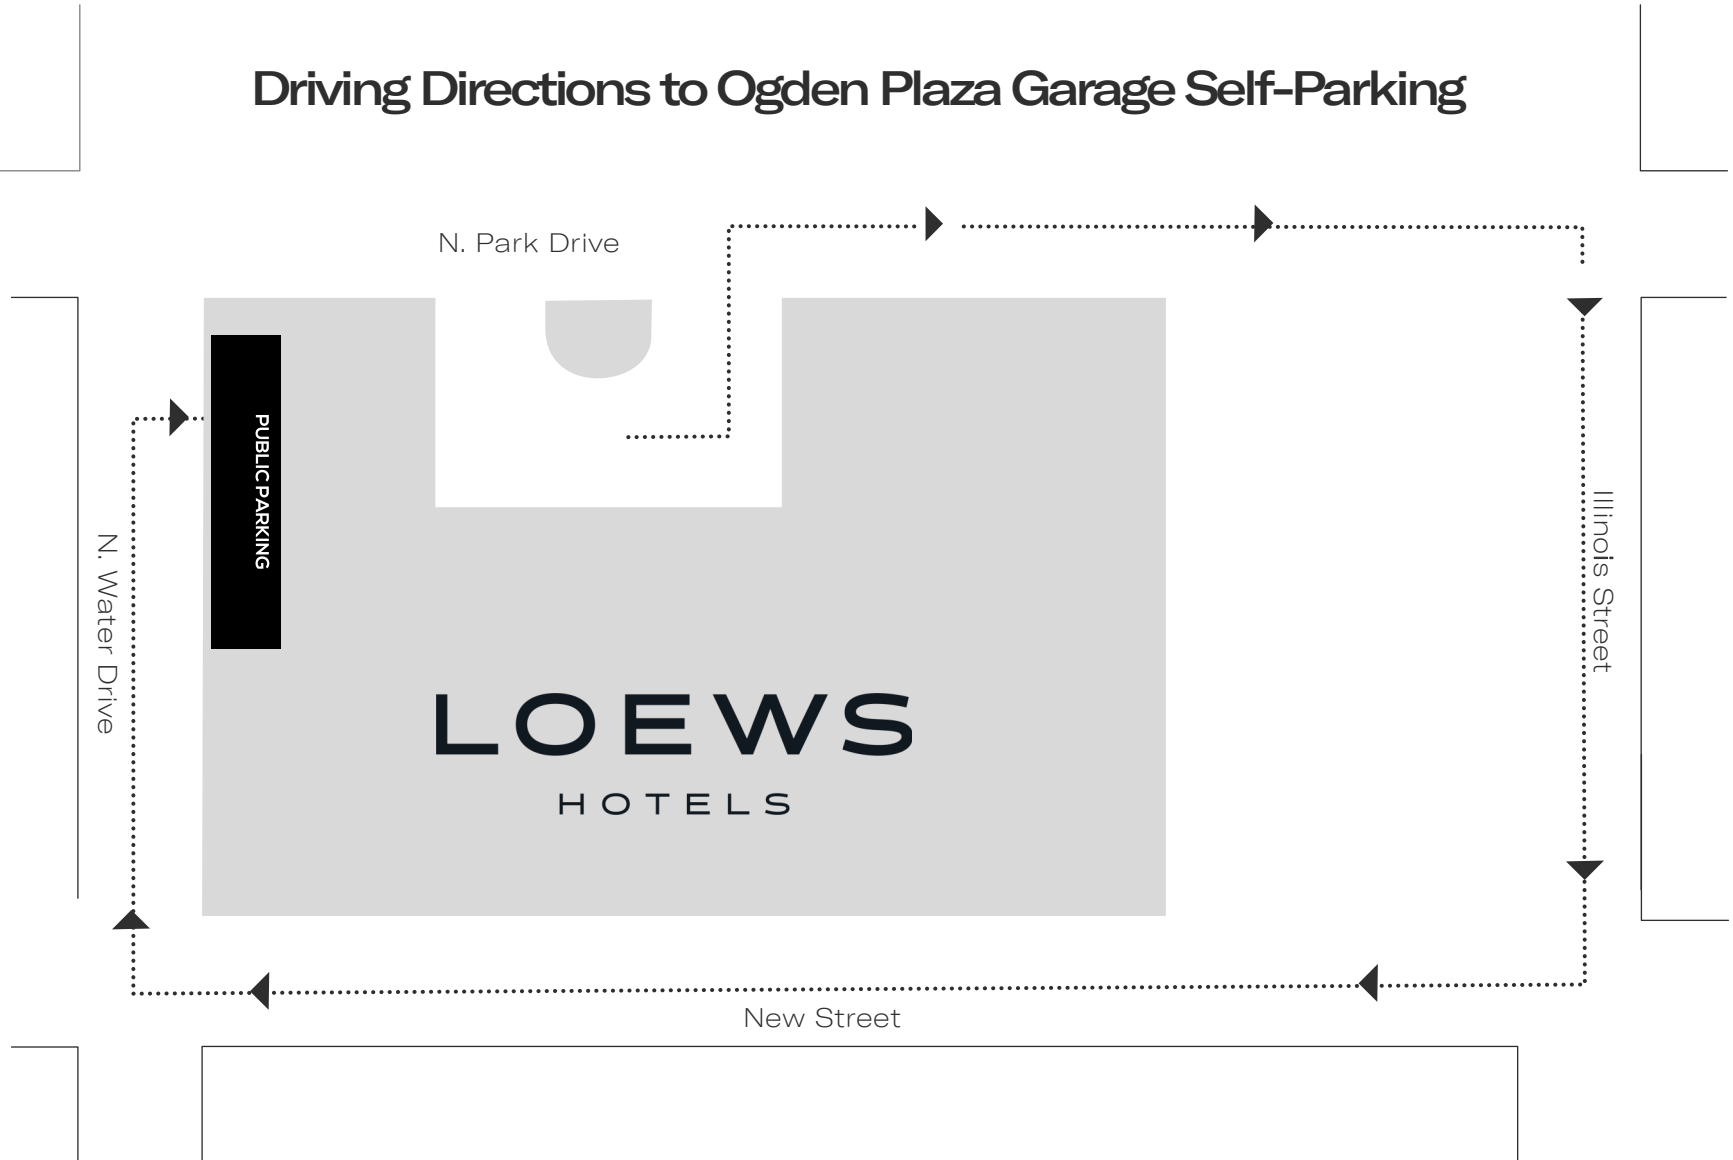 Driving Directions to Ogden Plaza Garage Self-Parking
N. Park Drive
PUBLIC PARKING
N. Water Drive
Illinois Street
LOEWS
HOTELS
New Street